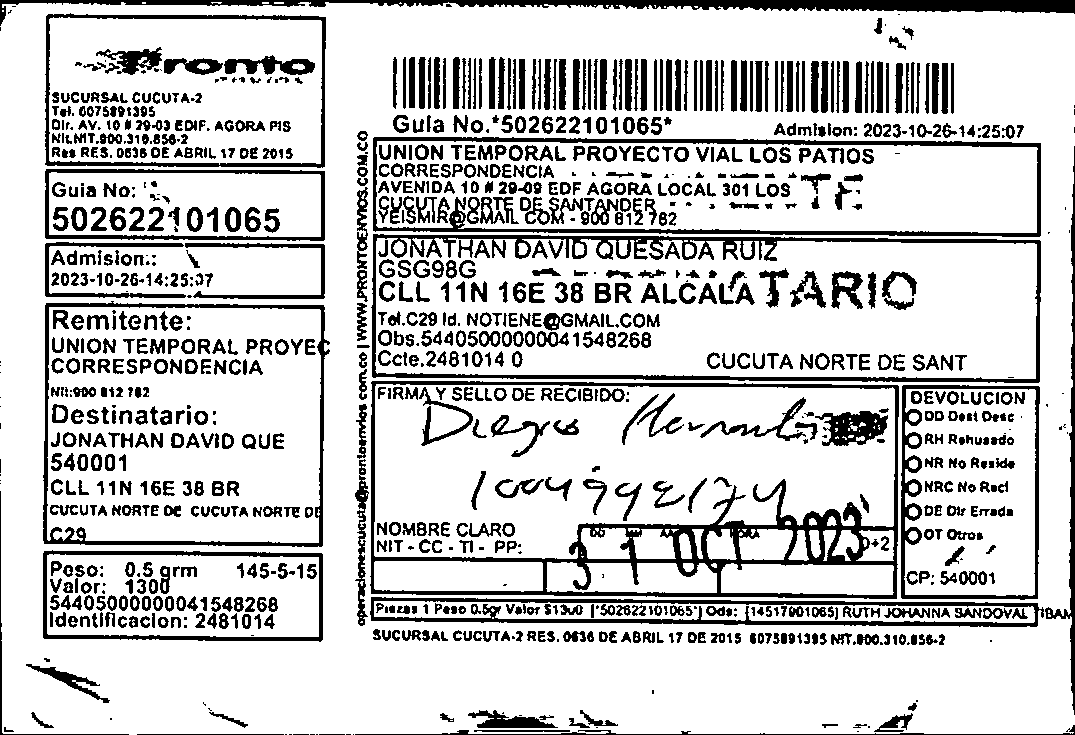 Pronto
SUCURSAL CUCUTA-2
Tel. 6075891395
Dir. AV. 10 # 29-03 EDIF. AGORA PIS
Nit.NIT.900.310.856-2
Res RES. 0636 DE ABRIL 17 DE 2015
Guia No:
502622101065
Admision.:
2023-10-26-14:25:07
Remitente:
UNION TEMPORAL PROYEC
CORRESPONDENCIA
Nit:900 812 782
Destinatario:
JONATHAN DAVID QUE
540001
CLL 11N 16E 38 BR
CUCUTA NORTE DE CUCUTA NORTE DE
C29
Peso: 0.5 grm 145-5-15
Valor: 1300
54405000000041548268
Identificacion: 2481014
operacionescucuta@prontoenvios.com.co | WWW.PRONTOENVIOS.COM.CO
Guia No.*502622101065* Admision: 2023-10-26-14:25:07
UNION TEMPORAL PROYECTO VIAL LOS PATIOS
CORRESPONDENCIA
AVENIDA 10 # 29-09 EDF AGORA LOCAL 301 LOS
CUCUTA NORTE DE SANTANDER
YEISMIR@GMAIL COM - 900 812 782
TE
JONATHAN DAVID QUESADA RUIZ
GSG98G
CLL 11N 16E 38 BR ALCALA
TARIO
Tel.C29 Id. NOTIENE@GMAIL.COM
Obs.54405000000041548268
Ccte.2481014 0 CUCUTA NORTE DE SANT
FIRMA Y SELLO DE RECIBIDO:
Diego
NOMBRE CLARO
NIT - CC - TI - PP:
31 OCT 2023
D+2
DEVOLUCION
DD Dest Desc
RH Rehusado
NR No Reside
NRC No Recl
DE Dir Errada
OT Otros
CP: 540001
Piezas 1 Peso 0.5gr Valor $1300 [*502622101065*] Ods: [14517001065] RUTH JOHANNA SANDOVAL TIBAM
SUCURSAL CUCUTA-2 RES. 0636 DE ABRIL 17 DE 2015 6075891395 NIT.900.310.856-2